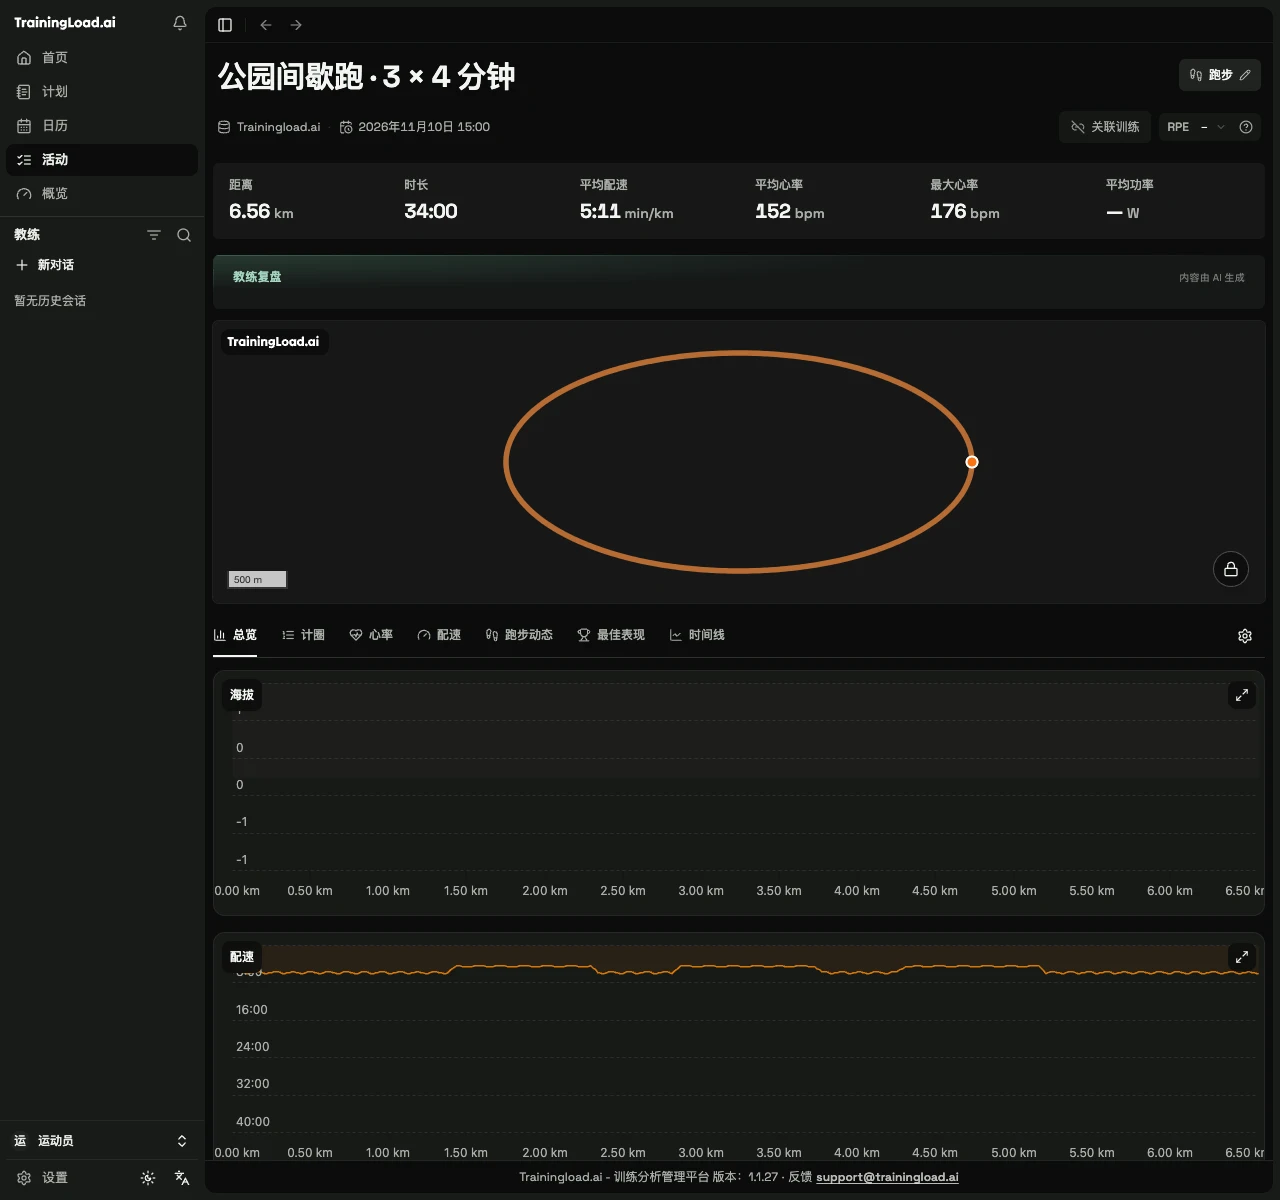 TrainingLoad.ai
首页
计划
日历
活动
概览
教练
新对话
暂无历史会话
运 运动员
设置
公园间歇跑 · 3 × 4 分钟
跑步
Trainingload.ai · 2026年11月10日 15:00
关联训练
RPE –
距离
6.56 km
时长
34:00
平均配速
5:11 min/km
平均心率
152 bpm
最大心率
176 bpm
平均功率
— W
教练复盘
内容由 AI 生成
TrainingLoad.ai
500 m
总览 计圈 心率 配速 跑步动态 最佳表现 时间线
海拔
0
0
-1
-1
0.00 km 0.50 km 1.00 km 1.50 km 2.00 km 2.50 km 3.00 km 3.50 km 4.00 km 4.50 km 5.00 km 5.50 km 6.00 km 6.50 k
配速
16:00
24:00
32:00
40:00
0.00 km 0.50 km 1.00 km 1.50 km 2.00 km 2.50 km 3.00 km 3.50 km 4.00 km 4.50 km 5.00 km 5.50 km 6.00 km 6.50 k
Trainingload.ai - 训练分析管理平台 版本：1.1.27 · 反馈 support@trainingload.ai